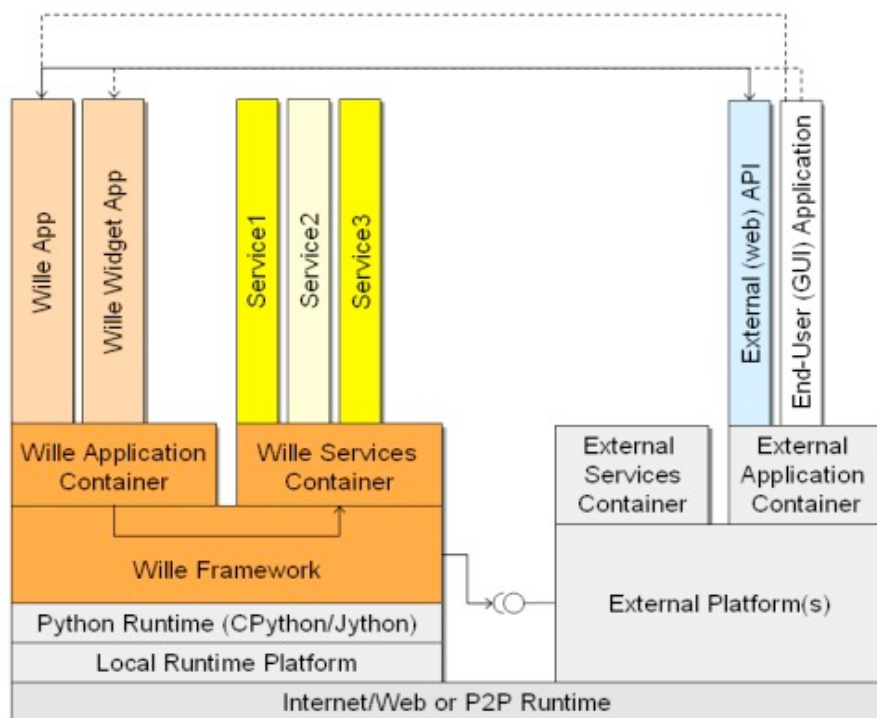 Wille App
Wille Widget App
Service1
Service2
Service3
External (web) API
End-User (GUI) Application
Wille Application
Container
Wille Services
Container
External
Services
Container
External
Application
Container
Wille Framework
External Platform(s)
Python Runtime (CPython/Jython)
Local Runtime Platform
Internet/Web or P2P Runtime